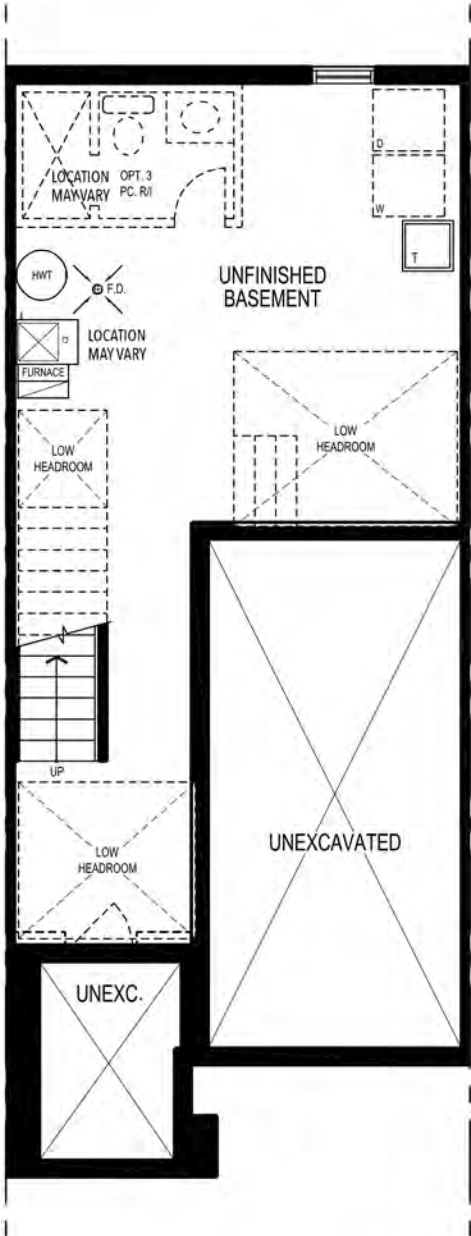 D
LOCATION
MAY VARY
OPT. 3
PC. R/I
W
T
HWT
F.D.
UNFINISHED
BASEMENT
LOCATION
MAY VARY
FURNACE
LOW
HEADROOM
LOW
HEADROOM
UP
LOW
HEADROOM
UNEXCAVATED
UNEXC.